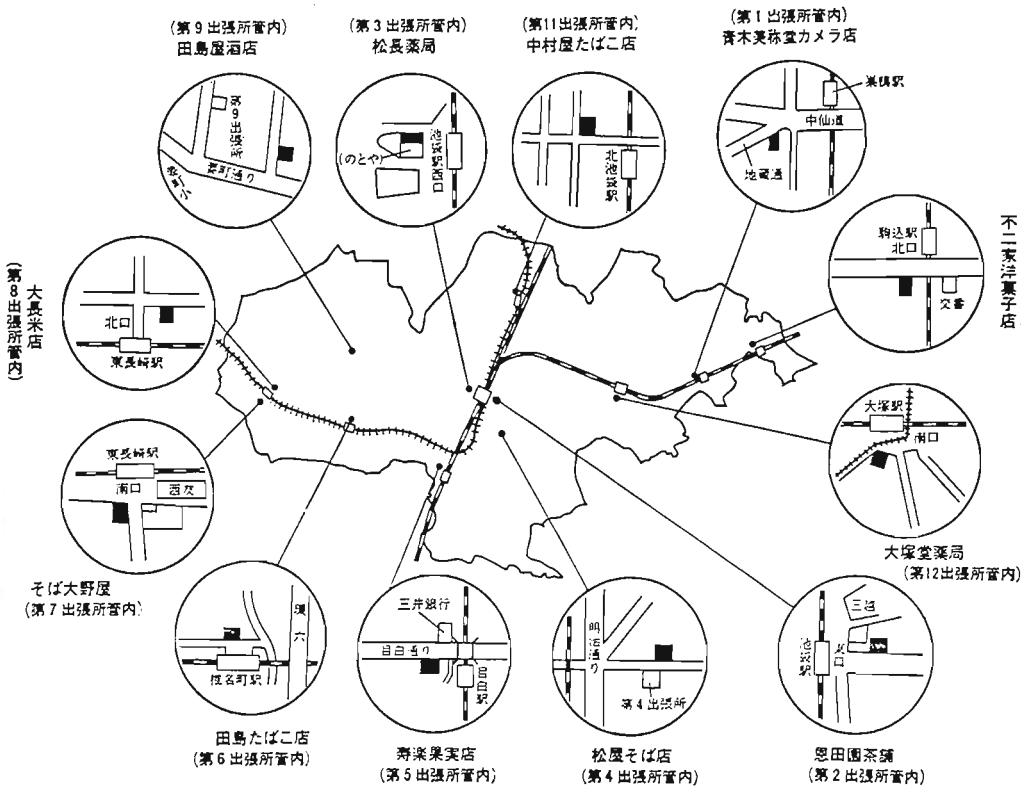 (第9出張所管内)
田島屋酒店
(第3出張所管内)
松長薬局
(第11出張所管内)
中村屋たばこ店
(第1出張所管内)
青木美祢堂カメラ店
第9出張所
要町通り
要町小
(のとや)
池袋駅西口
北池袋駅
巣鴨駅
中仙道
地蔵通
駒込駅
北口
交番
不二家洋菓子店
大長米店
(第8出張所管内)
北口
東長崎駅
東長崎駅
南口
西友
そば大野屋
(第7出張所管内)
大塚駅
南口
大塚堂薬局
(第12出張所管内)
環六
椎名町駅
田島たばこ店
(第6出張所管内)
三井銀行
目白通り
目白駅
寿楽果実店
(第5出張所管内)
明治通り
第4出張所
松屋そば店
(第4出張所管内)
三越
池袋駅
東口
恩田園茶舗
(第2出張所管内)